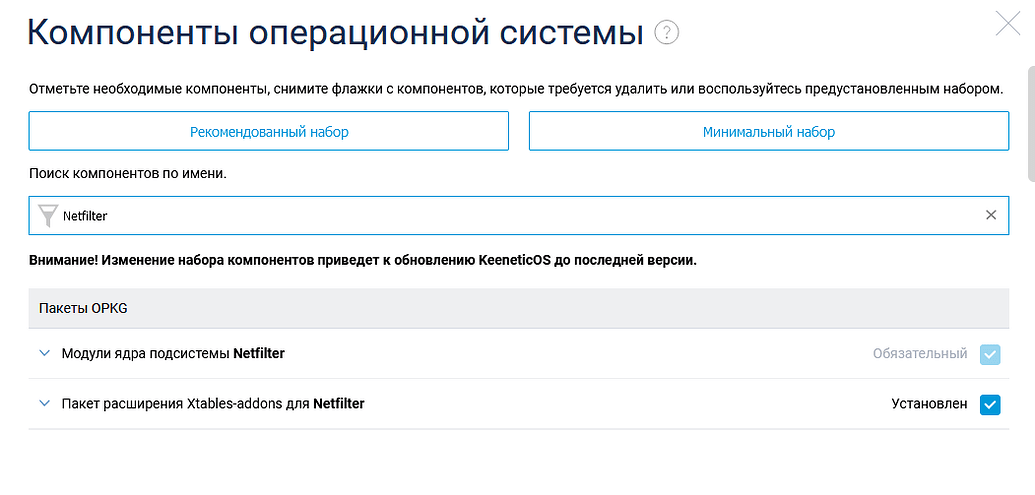 Компоненты операционной системы ?
Отметьте необходимые компоненты, снимите флажки с компонентов, которые требуется удалить или воспользуйтесь предустановленным набором.
Рекомендованный набор
Минимальный набор
Поиск компонентов по имени.
Netfilter
Внимание! Изменение набора компонентов приведет к обновлению KeeneticOS до последней версии.
Пакеты OPKG
Модули ядра подсистемы Netfilter
Обязательный
Пакет расширения Xtables-addons для Netfilter
Установлен